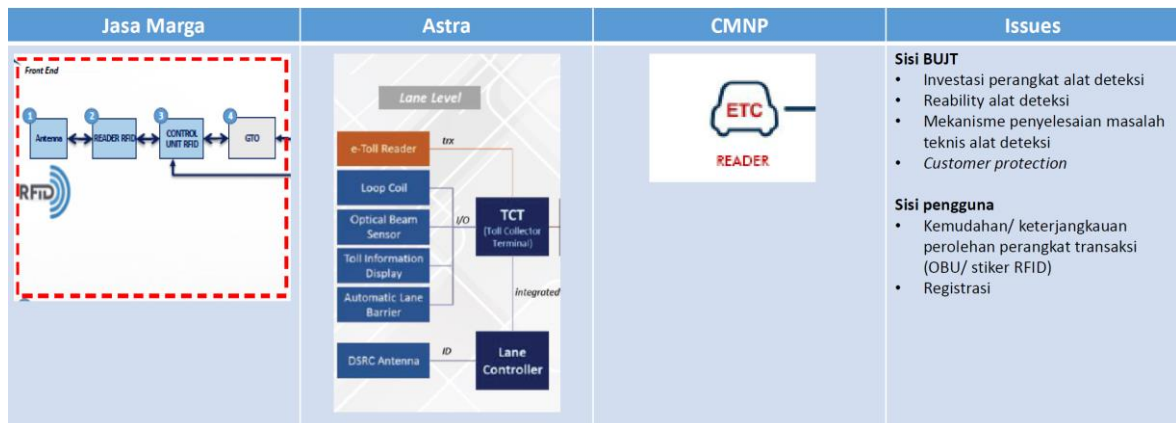 Jasa Marga
Astra
CMNP
Issues
Front End
1
2
3
4
Antenna
READER RFID
CONTROL
UNIT RFID
GTO
RFiD
Lane Level
e-Toll Reader
trx
Loop Coil
Optical Beam
Sensor
I/O
TCT
(Toll Collector
Terminal)
Toll Information
Display
Automatic Lane
Barrier
integrated
DSRC Antenna
ID
Lane
Controller
ETC
READER
Sisi BUJT
• Investasi perangkat alat deteksi
• Reability alat deteksi
• Mekanisme penyelesaian masalah
teknis alat deteksi
• Customer protection
Sisi pengguna
• Kemudahan/ keterjangkauan
perolehan perangkat transaksi
(OBU/ stiker RFID)
• Registrasi